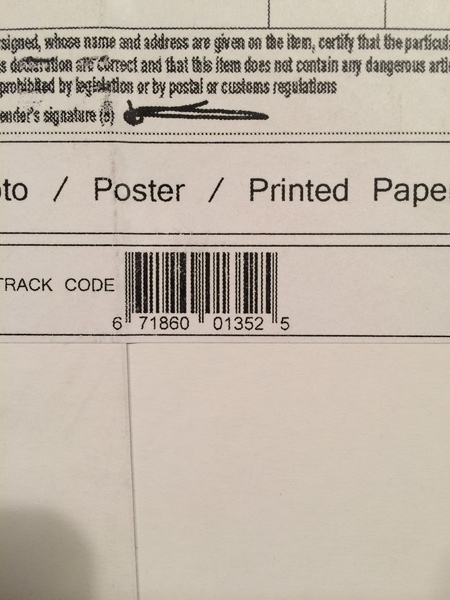 signed, whose name and address are given on the item, certify that the particul
declaration are correct and that this item does not contain any dangerous arti
prohibited by legislation or by postal or customs regulations
ender's signature (8)
oto / Poster / Printed Pape
TRACK CODE
6 71860 01352 5